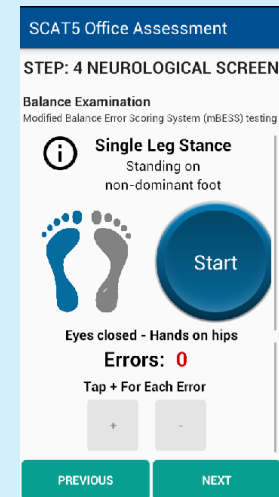 SCAT5 Office Assessment
STEP: 4 NEUROLOGICAL SCREEN
Balance Examination
Modified Balance Error Scoring System (mBESS) testing
Single Leg Stance
Standing on
non-dominant foot
Start
Eyes closed - Hands on hips
Errors: 0
Tap + For Each Error
+ -
PREVIOUS NEXT